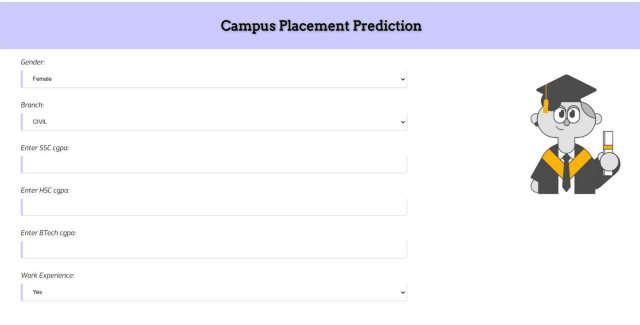 Campus Placement Prediction
Gender:
Female
Branch:
CIVIL
Enter SSC cgpa:
Enter HSC cgpa:
Enter BTech cgpa:
Work Experience:
Yes